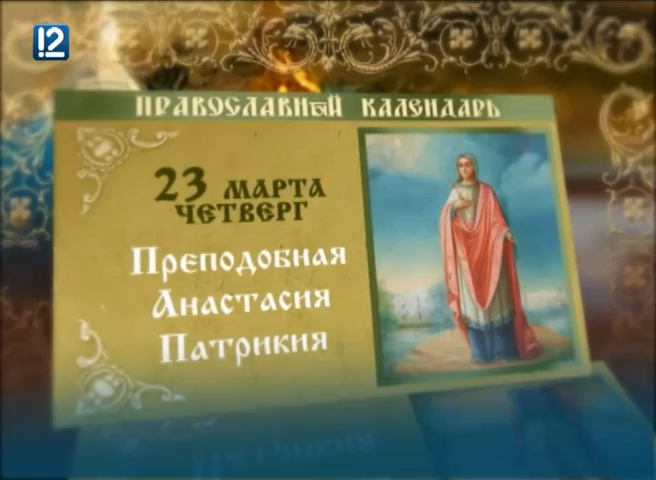 12
ПРАВОСЛАВНЫЙ КАЛЕНДАРЬ
23 МАРТА
ЧЕТВЕРГ
Преподобная
Анастасия
Патрикия